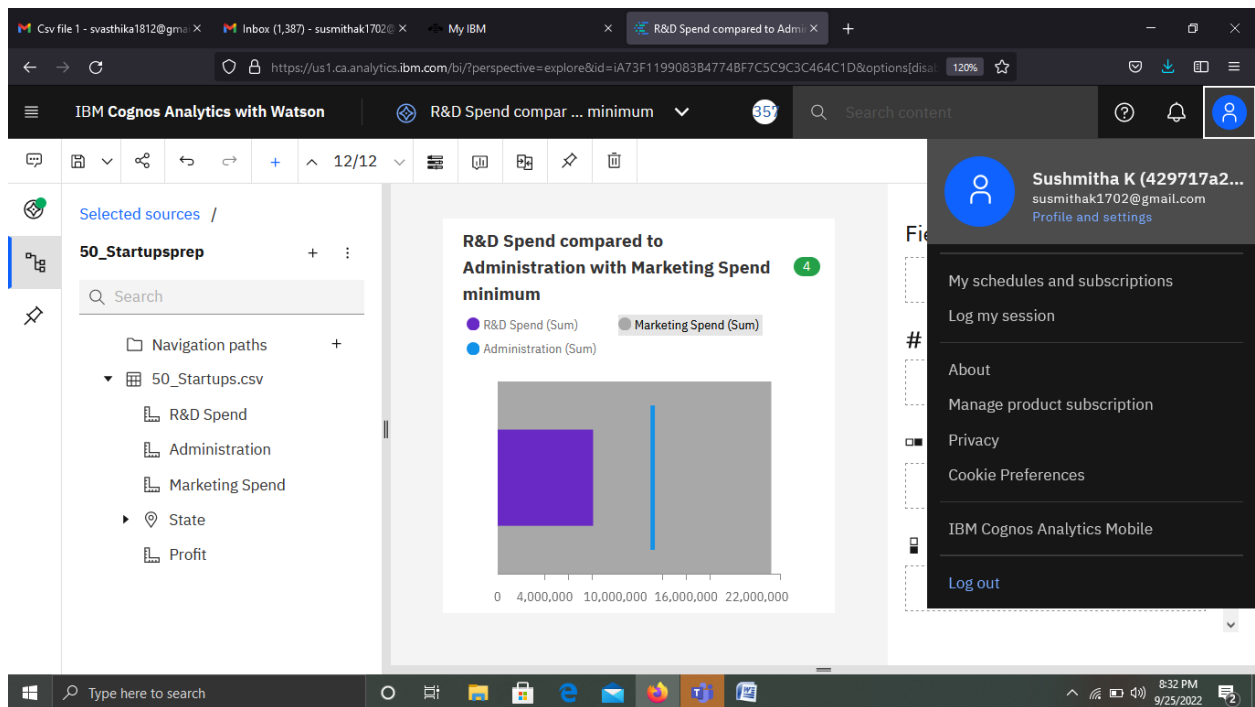 Csv file 1 - svasthika1812@gmai
Inbox (1,387) - susmithak1702@
My IBM
R&D Spend compared to Admin
https://us1.ca.analytics.ibm.com/bi/?perspective=explore&id=iA73F1199083B4774BF7C5C9C3C464C1D&options[disal
120%
IBM Cognos Analytics with Watson
R&D Spend compar ... minimum
357
Search content
12/12
Selected sources /
50_Startupsprep
Search
Navigation paths
50_Startups.csv
R&D Spend
Administration
Marketing Spend
State
Profit
R&D Spend compared to
Administration with Marketing Spend
minimum
4
R&D Spend (Sum)
Marketing Spend (Sum)
Administration (Sum)
0 4,000,000 10,000,000 16,000,000 22,000,000
Fie
#
Sushmitha K (429717a2...
susmithak1702@gmail.com
Profile and settings
My schedules and subscriptions
Log my session
About
Manage product subscription
Privacy
Cookie Preferences
IBM Cognos Analytics Mobile
Log out
Type here to search
8:32 PM
9/25/2022
2